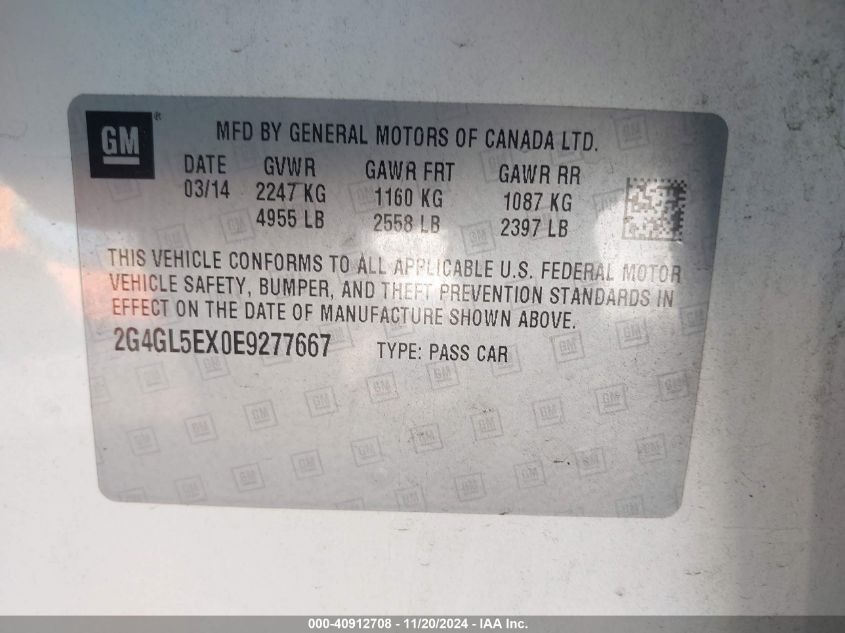 GM®
MFD BY GENERAL MOTORS OF CANADA LTD.
DATE GVWR GAWR FRT GAWR RR
03/14 2247 KG 1160 KG 1087 KG
4955 LB 2558 LB 2397 LB
THIS VEHICLE CONFORMS TO ALL APPLICABLE U.S. FEDERAL MOTOR
VEHICLE SAFETY, BUMPER, AND THEFT PREVENTION STANDARDS IN
EFFECT ON THE DATE OF MANUFACTURE SHOWN ABOVE.
2G4GL5EX0E9277667 TYPE: PASS CAR
000-40912708 - 11/20/2024 - IAA Inc.